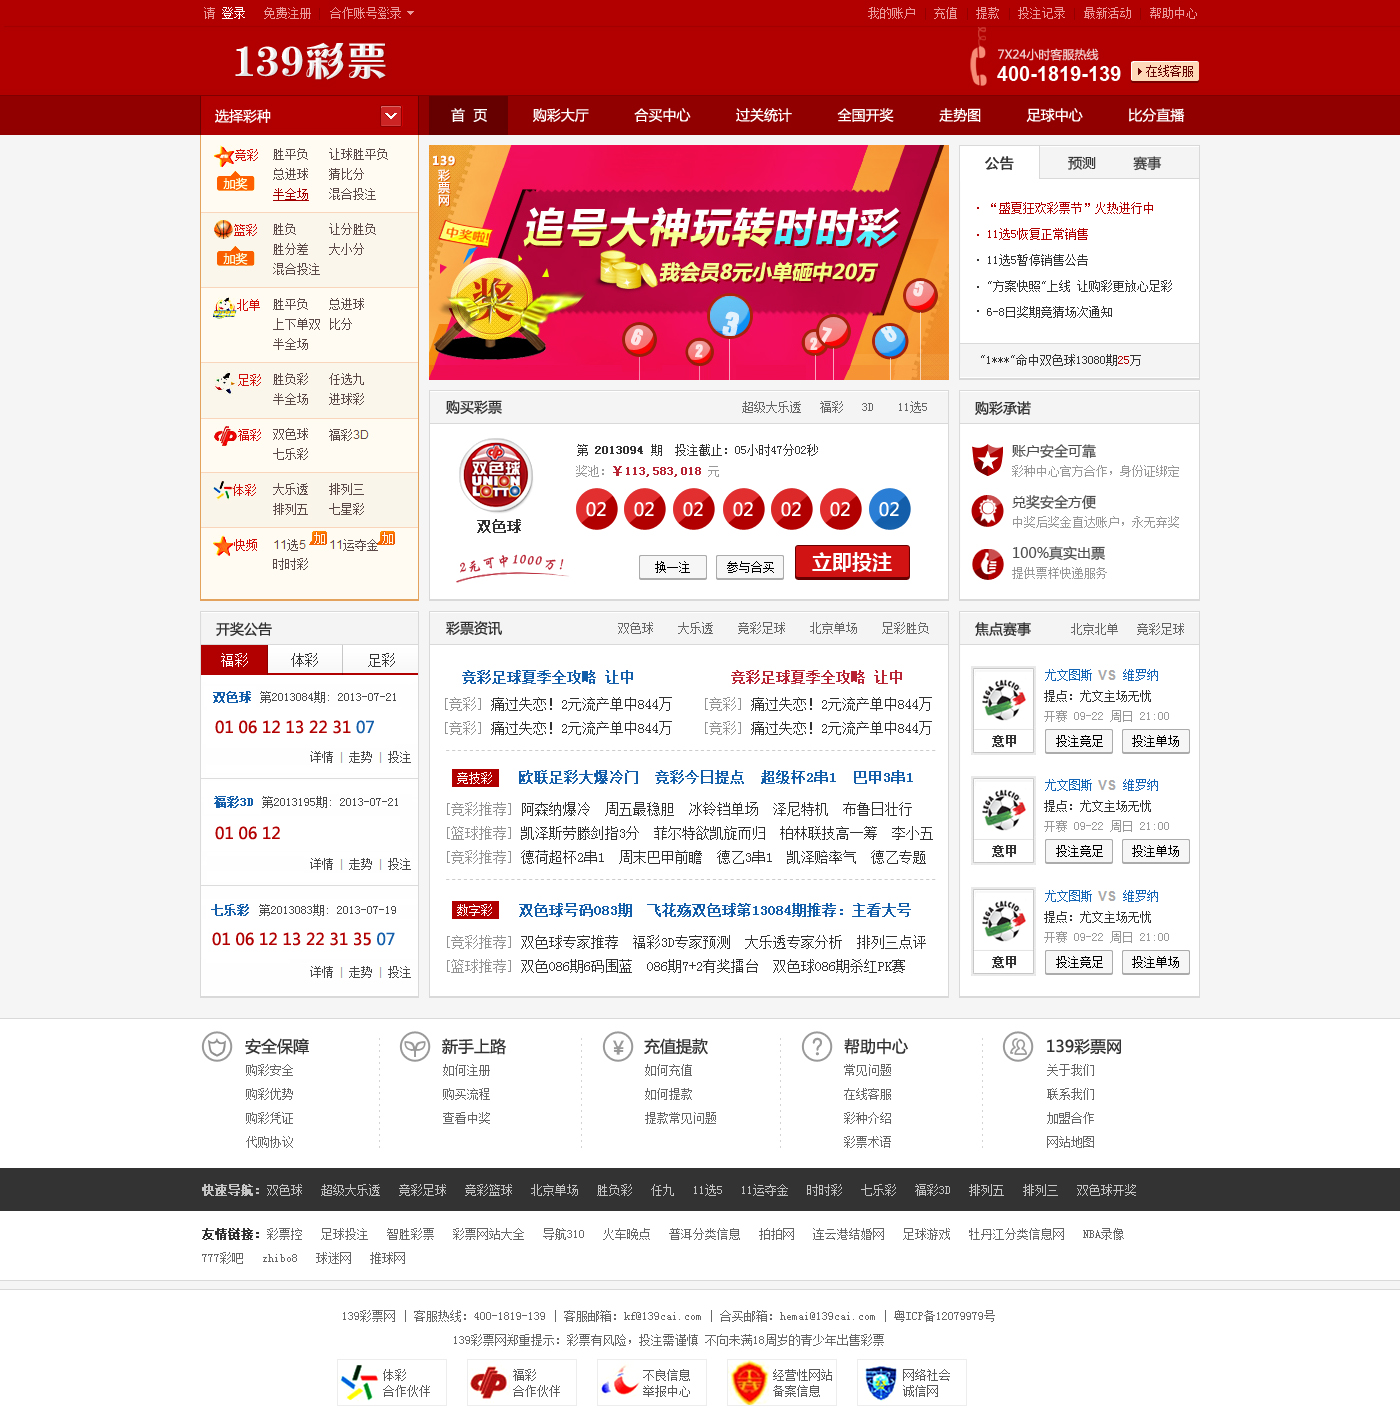 请 登录 免费注册 合作账号登录 我的账户 充值 提款 投注记录 最新活动 帮助中心
139彩票
7X24小时客服热线
400-1819-139 在线客服
选择彩种 首 页 购彩大厅 合买中心 过关统计 全国开奖 走势图 足球中心 比分直播
竞彩 胜平负 让球胜平负
总进球 猜比分
加奖 半全场 混合投注
篮彩 胜负 让分胜负
加奖 胜分差 大小分
混合投注
北单 胜平负 总进球
上下单双 比分
半全场
足彩 胜负彩 任选九
半全场 进球彩
福彩 双色球 福彩3D
七乐彩
体彩 大乐透 排列三
排列五 七星彩
快频 11选5 加 11运夺金 加
时时彩
139
彩票网
中奖啦!
追号大神玩转时时彩
我会员8元小单砸中20万
奖
6 2 3 2 7 6 5
公告 预测 赛事
· “盛夏狂欢彩票节”火热进行中
· 11选5恢复正常销售
· 11选5暂停销售公告
· “方案快照“上线 让购彩更放心足彩
· 6-8日奖期竞猜场次通知
“1***“命中双色球13080期25万
购买彩票 超级大乐透 福彩 3D 11选5
双色球
UNION
LOTTO
双色球
第 2013094 期 投注截止：05小时47分02秒
奖池：￥113,583,018 元
02 02 02 02 02 02 02
2元可中1000万!
换一注 参与合买 立即投注
购彩承诺
账户安全可靠
彩种中心官方合作，身份证绑定
兑奖安全方便
中奖后奖金直达账户，永无弃奖
100%真实出票
提供票样快递服务
开奖公告
福彩 体彩 足彩
双色球 第2013084期: 2013-07-21
01 06 12 13 22 31 07
详情 | 走势 | 投注
福彩3D 第2013195期: 2013-07-21
01 06 12
详情 | 走势 | 投注
七乐彩 第2013083期: 2013-07-19
01 06 12 13 22 31 35 07
详情 | 走势 | 投注
彩票资讯 双色球 大乐透 竞彩足球 北京单场 足彩胜负
竞彩足球夏季全攻略 让中 竞彩足球夏季全攻略 让中
[竞彩] 痛过失恋！2元流产单中844万 [竞彩] 痛过失恋！2元流产单中844万
[竞彩] 痛过失恋！2元流产单中844万 [竞彩] 痛过失恋！2元流产单中844万
竞技彩 欧联足彩大爆冷门 竞彩今日提点 超级杯2串1 巴甲3串1
[竞彩推荐] 阿森纳爆冷 周五最稳胆 冰铃铛单场 泽尼特机 布鲁日壮行
[篮球推荐] 凯泽斯劳滕剑指3分 菲尔特欲凯旋而归 柏林联技高一筹 李小五
[竞彩推荐] 德荷超杯2串1 周末巴甲前瞻 德乙3串1 凯泽赔率气 德乙专题
数字彩 双色球号码083期 飞花殇双色球第13084期推荐：主看大号
[竞彩推荐] 双色球专家推荐 福彩3D专家预测 大乐透专家分析 排列三点评
[篮球推荐] 双色086期6码围蓝 086期7+2有奖擂台 双色球086期杀红PK赛
焦点赛事 北京北单 竞彩足球
LEGA CALCIO
意甲
尤文图斯 VS 维罗纳
提点：尤文主场无忧
开赛 09-22 周日 21:00
投注竞足 投注单场
LEGA CALCIO
意甲
尤文图斯 VS 维罗纳
提点：尤文主场无忧
开赛 09-22 周日 21:00
投注竞足 投注单场
LEGA CALCIO
意甲
尤文图斯 VS 维罗纳
提点：尤文主场无忧
开赛 09-22 周日 21:00
投注竞足 投注单场
安全保障
购彩安全
购彩优势
购彩凭证
代购协议
新手上路
如何注册
购买流程
查看中奖
¥ 充值提款
如何充值
如何提款
提款常见问题
? 帮助中心
常见问题
在线客服
彩种介绍
彩票术语
139彩票网
关于我们
联系我们
加盟合作
网站地图
快速导航：双色球 超级大乐透 竞彩足球 竞彩篮球 北京单场 胜负彩 任九 11选5 11运夺金 时时彩 七乐彩 福彩3D 排列五 排列三 双色球开奖
友情链接：彩票控 足球投注 智胜彩票 彩票网站大全 导航310 火车晚点 普洱分类信息 拍拍网 连云港结婚网 足球游戏 牡丹江分类信息网 NBA录像
777彩吧 zhibo8 球迷网 推球网
139彩票网 | 客服热线：400-1819-139 | 客服邮箱：kf@139cai.com | 合买邮箱：hemai@139cai.com | 粤ICP备12079979号
139彩票网郑重提示：彩票有风险，投注需谨慎 不向未满18周岁的青少年出售彩票
体彩
合作伙伴
福彩
合作伙伴
不良信息
举报中心
经营性网站
备案信息
网络社会
诚信网